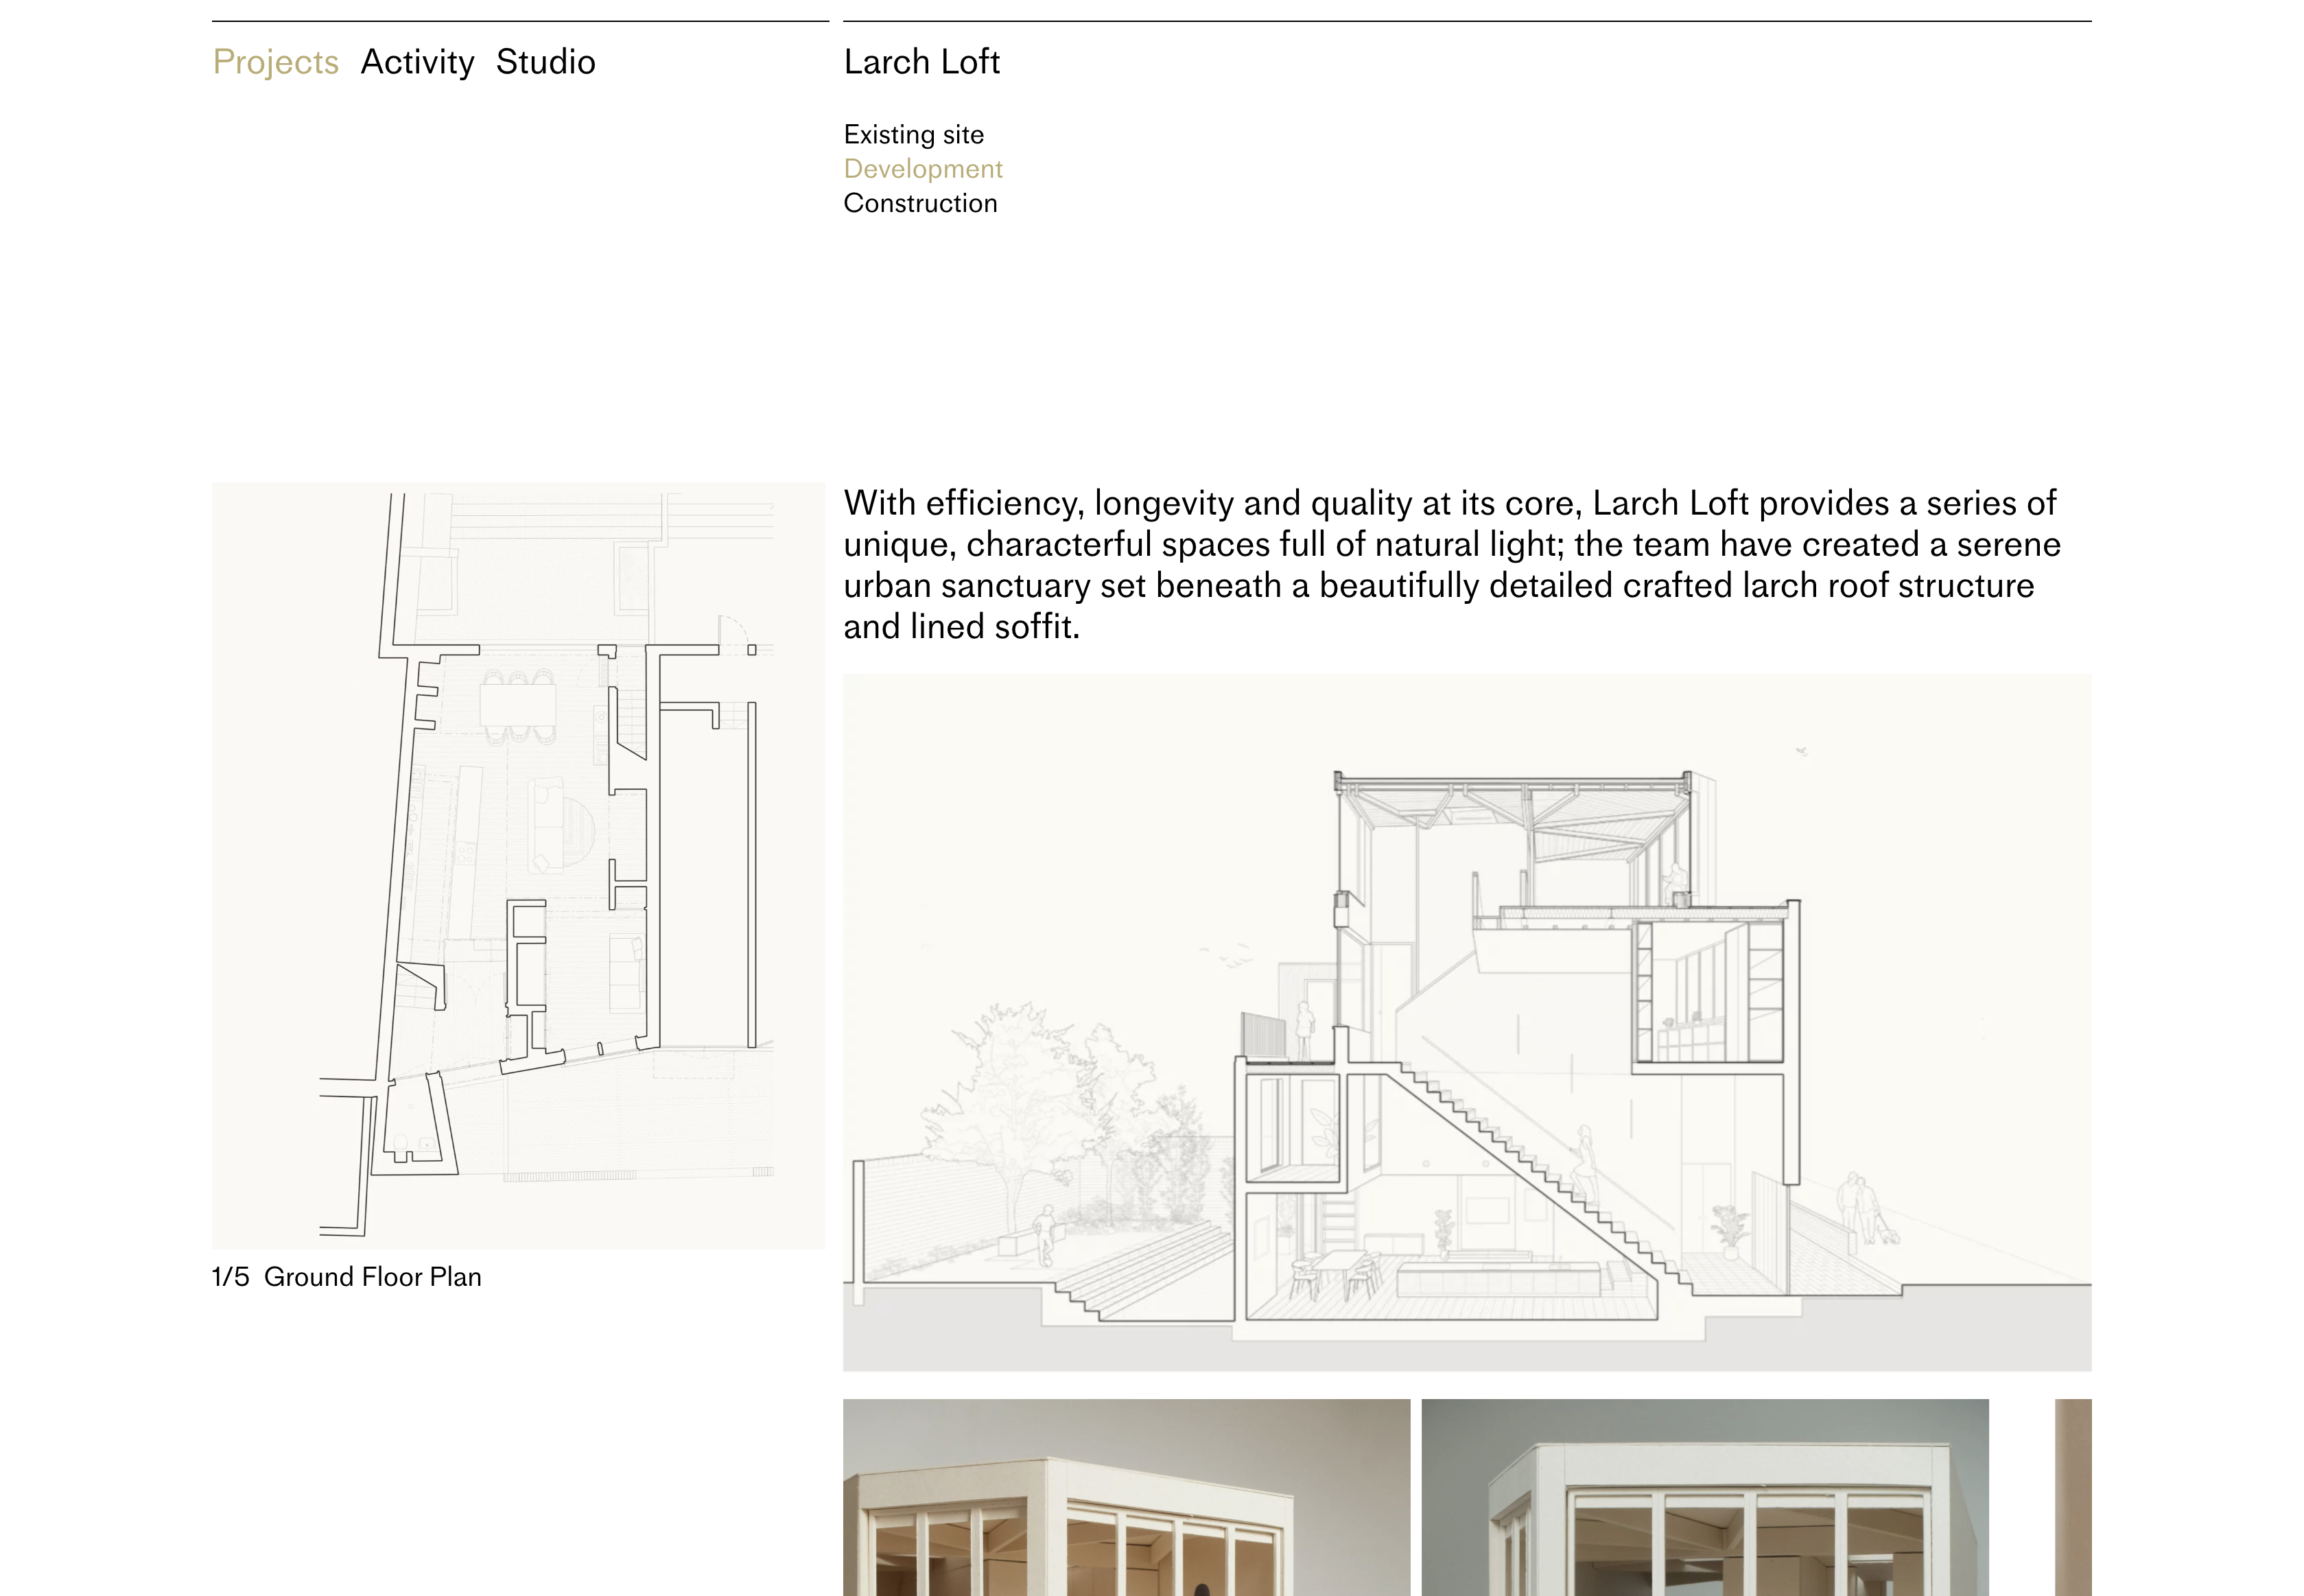 Projects Activity Studio
Larch Loft
Existing site
Development
Construction
With efficiency, longevity and quality at its core, Larch Loft provides a series of
unique, characterful spaces full of natural light; the team have created a serene
urban sanctuary set beneath a beautifully detailed crafted larch roof structure
and lined soffit.
1/5 Ground Floor Plan